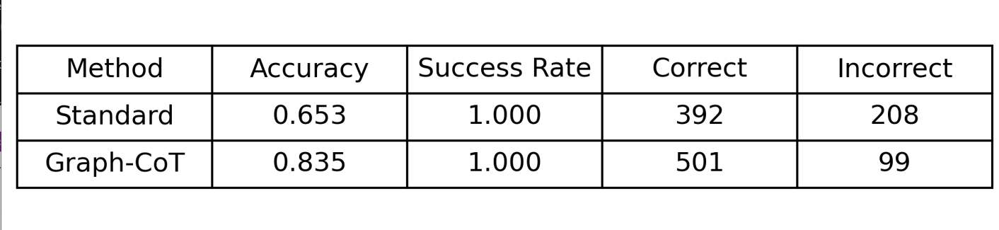 Method Accuracy Success Rate Correct Incorrect
Standard 0.653 1.000 392 208
Graph-CoT 0.835 1.000 501 99